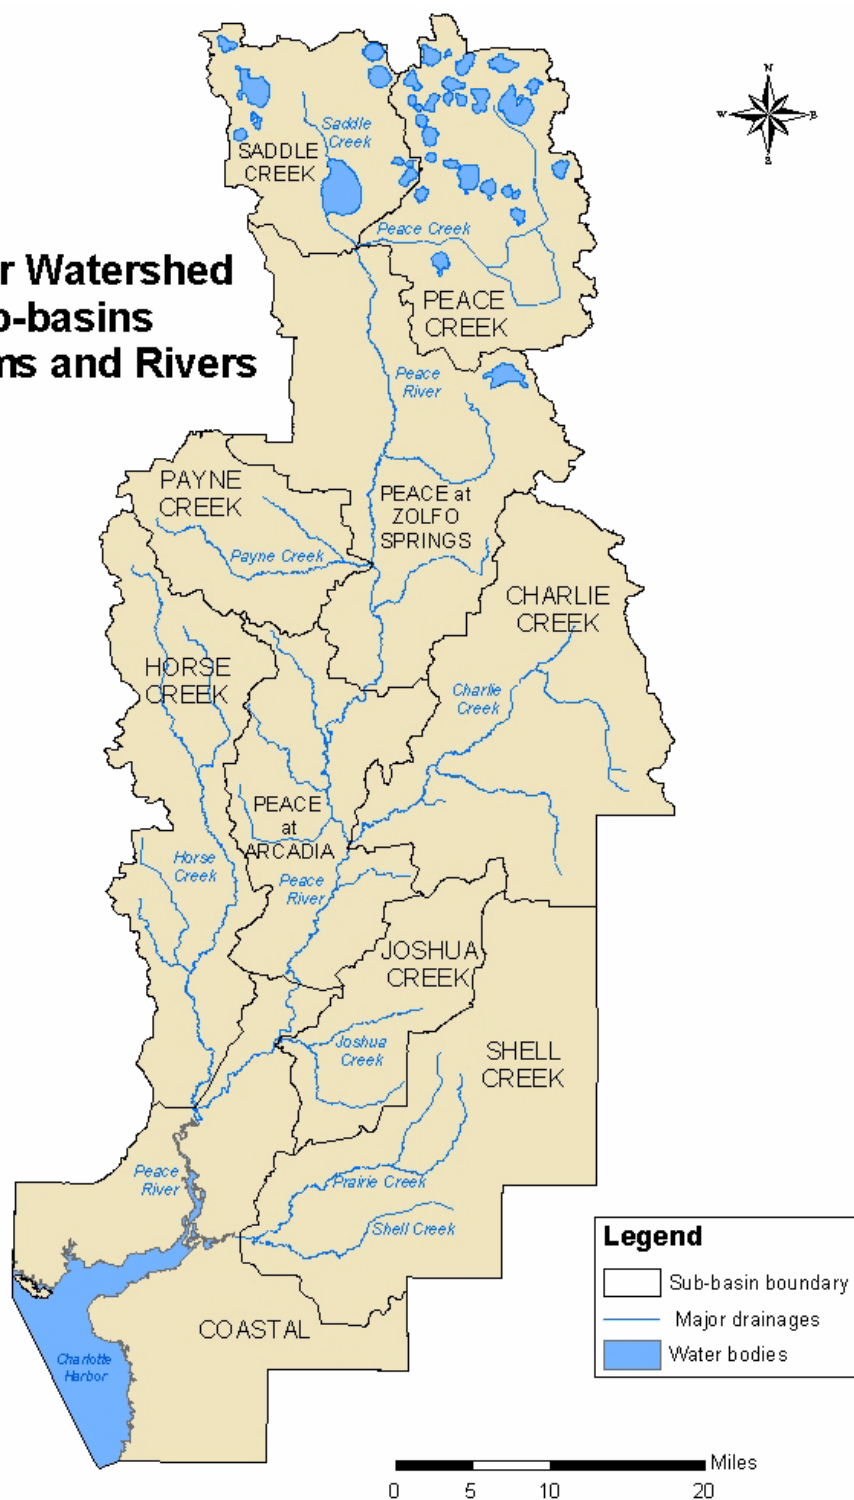 N
W
E
S
Saddle
Creek
SADDLE
CREEK
Peace Creek
r Watershed
-basins
ms and Rivers
PEACE
CREEK
Peace
River
PAYNE
CREEK
PEACE at
ZOLFO
SPRINGS
Payne Creek
CHARLIE
CREEK
HORSE
CREEK
Charlie
Creek
PEACE
at
ARCADIA
Horse
Creek
Peace
River
JOSHUA
CREEK
Joshua
Creek
SHELL
CREEK
Peace
River
Prairie Creek
Shell Creek
COASTAL
Charlotte
Harbor
Legend
Sub-basin boundary
Major drainages
Water bodies
Miles
0 5 10 20